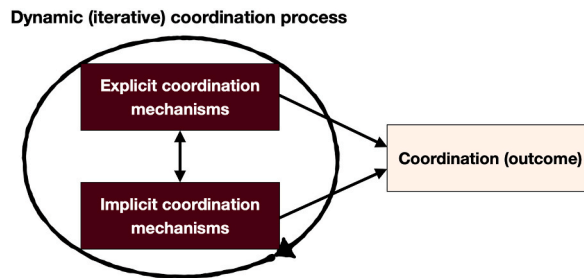 Dynamic (iterative) coordination process
Explicit coordination
mechanisms
Coordination (outcome)
Implicit coordination
mechanisms